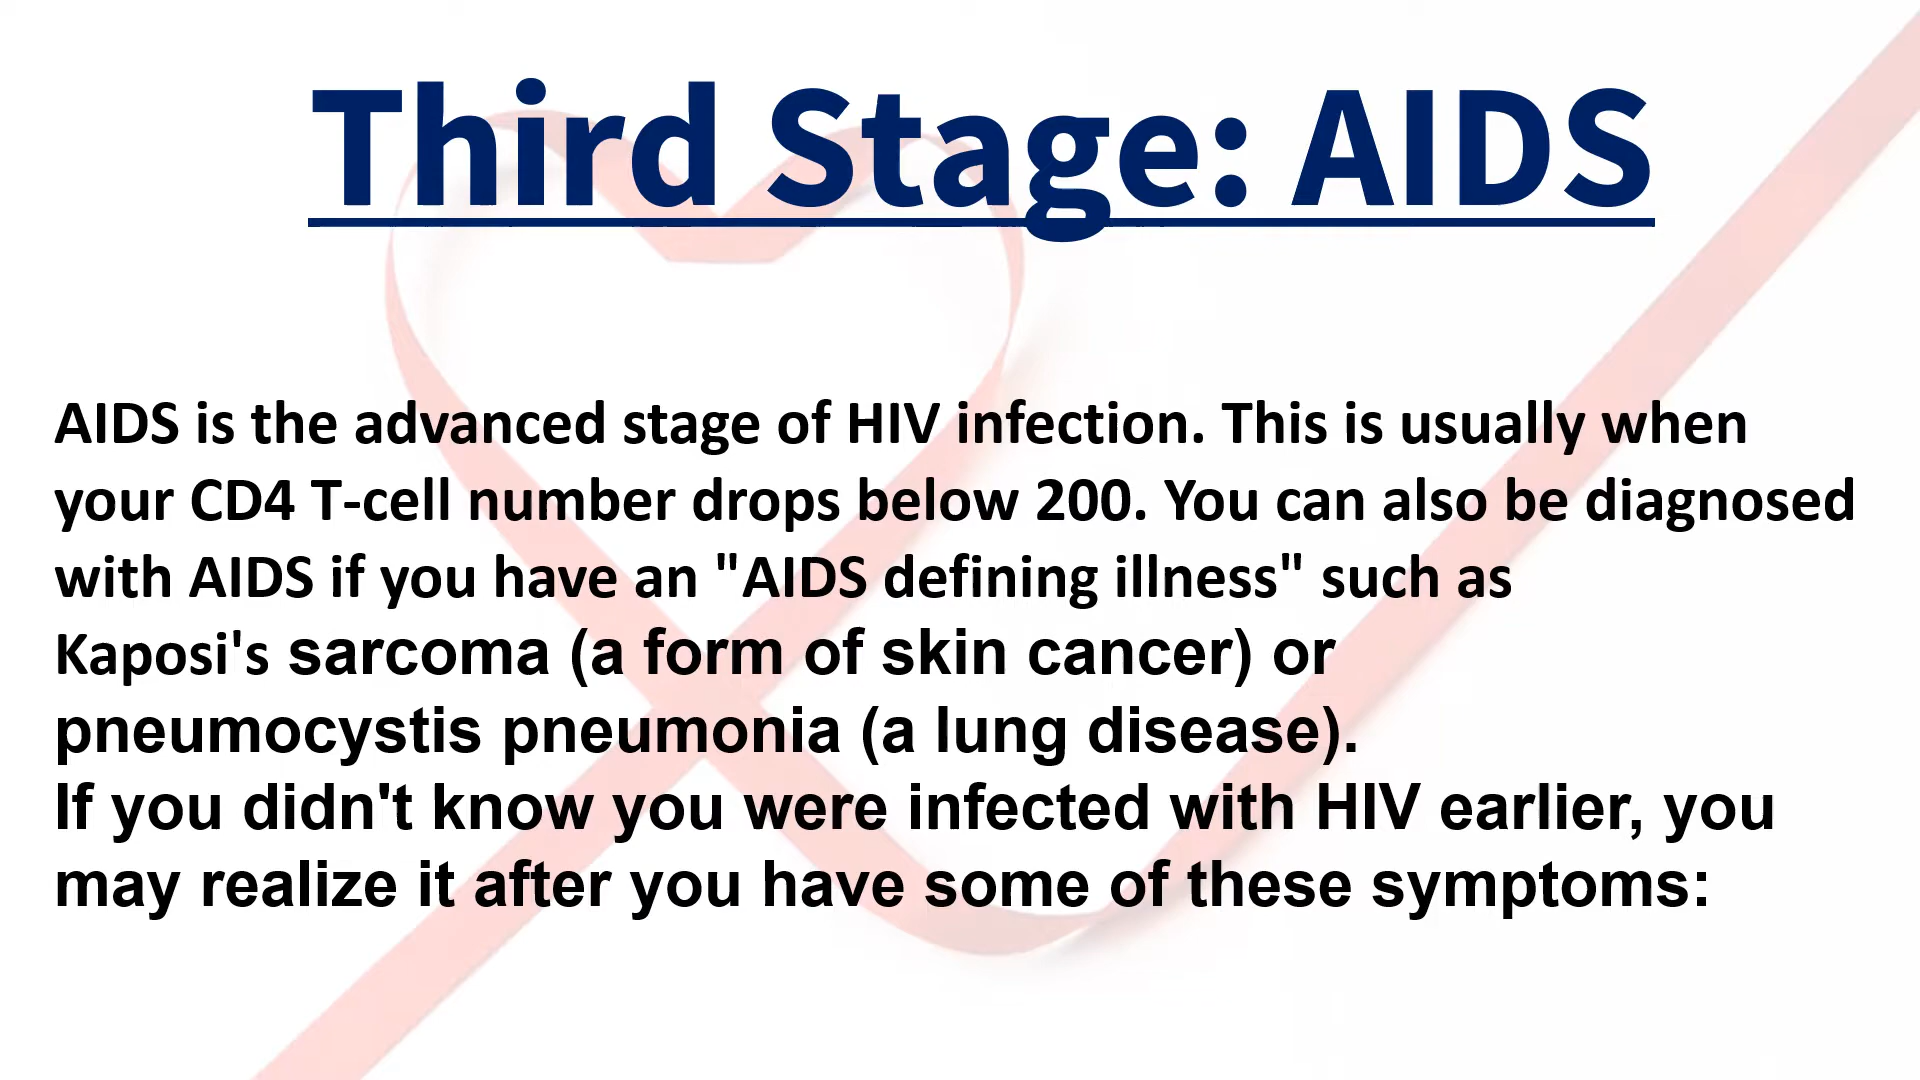 Third Stage: AIDS
AIDS is the advanced stage of HIV infection. This is usually when
your CD4 T-cell number drops below 200. You can also be diagnosed
with AIDS if you have an "AIDS defining illness" such as
Kaposi's sarcoma (a form of skin cancer) or
pneumocystis pneumonia (a lung disease).
If you didn't know you were infected with HIV earlier, you
may realize it after you have some of these symptoms: